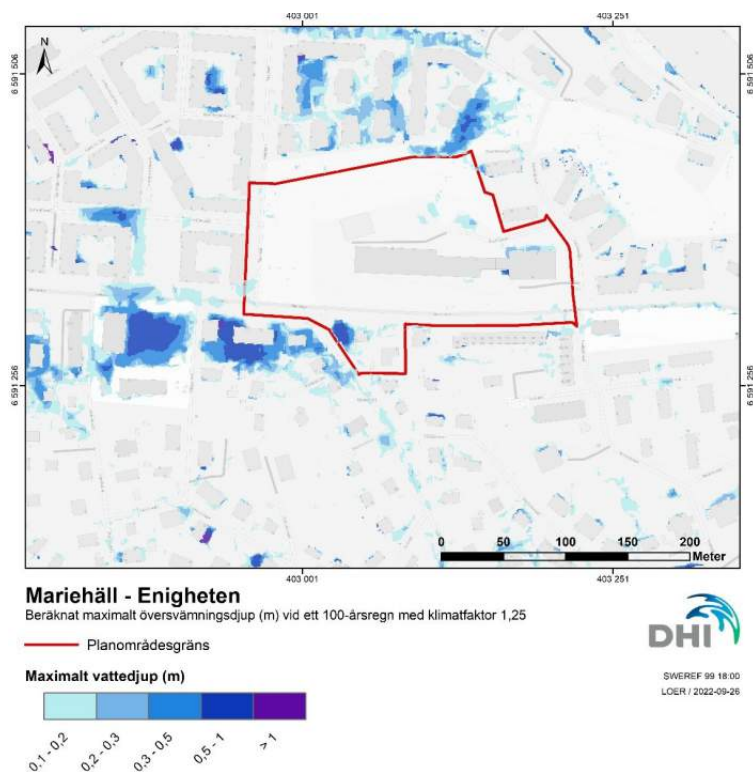 403 001
403 251
N
6 591 506
6 591 506
6 591 256
6 591 256
0 50 100 150 200
Meter
403 001
403 251
Mariehäll - Enigheten
Beräknat maximalt översvämningsdjup (m) vid ett 100-årsregn med klimatfaktor 1,25
Planområdesgräns
DHI
Maximalt vattedjup (m)
SWEREF 99 18:00
LOER / 2022-09-26
0,1 - 0,2
0,2 - 0,3
0,3 - 0,5
0,5 - 1
> 1